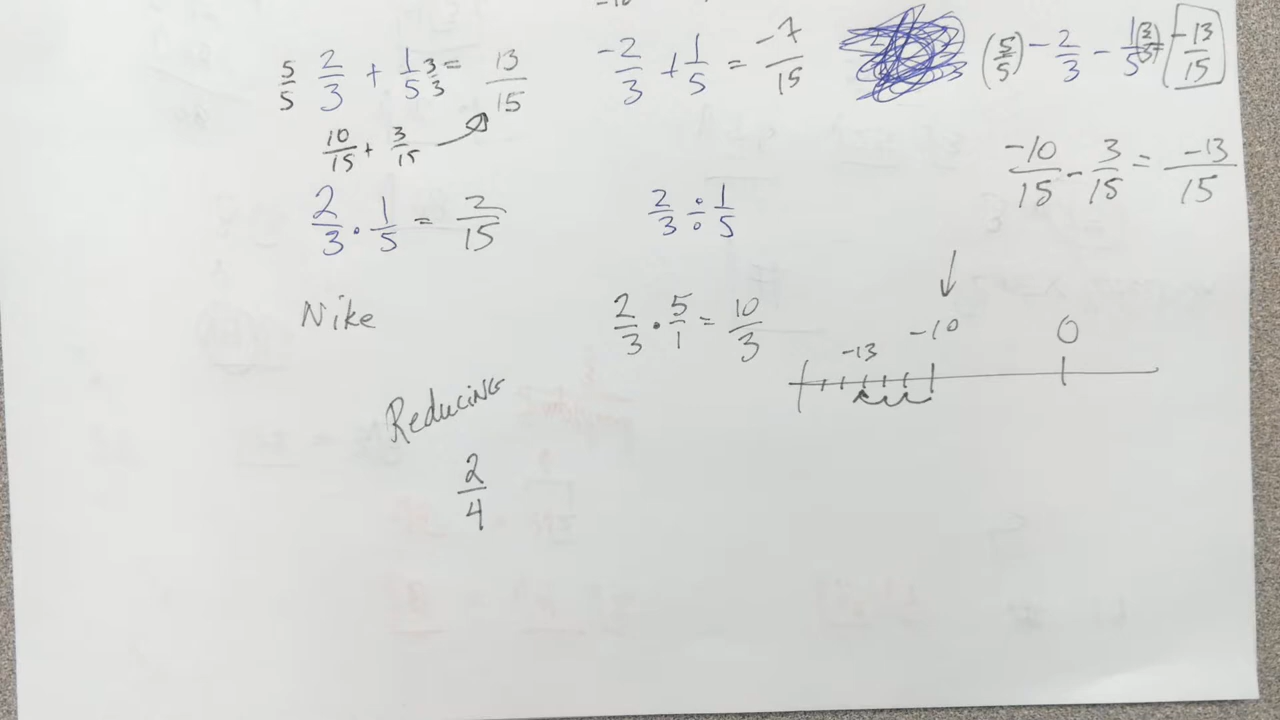 5/5 2/3 + 1/5 3/3 = 13/15
10/15 + 3/15
-2/3 + 1/5 = -7/15
(5/5) - 2/3 - 1/5 (3/3) = -13/15
-10/15 - 3/15 = -13/15
2/3 · 1/5 = 2/15
2/3 ÷ 1/5
Nike
2/3 · 5/1 = 10/3
-13 -10 0
Reducing
2/4